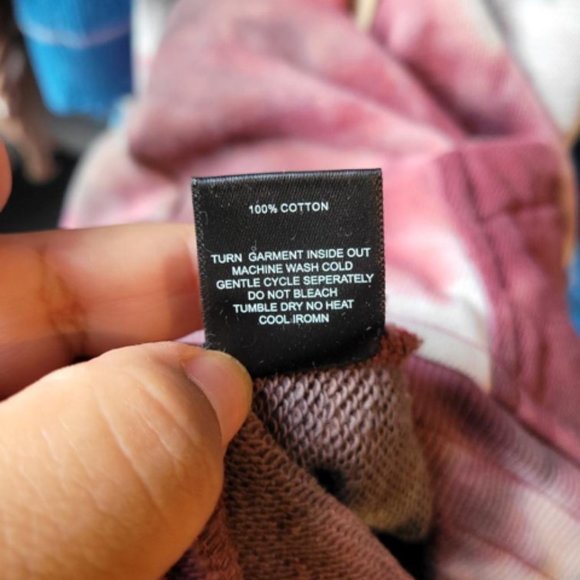 100% COTTON
TURN GARMENT INSIDE OUT
MACHINE WASH COLD
GENTLE CYCLE SEPERATELY
DO NOT BLEACH
TUMBLE DRY NO HEAT
COOL IROMN